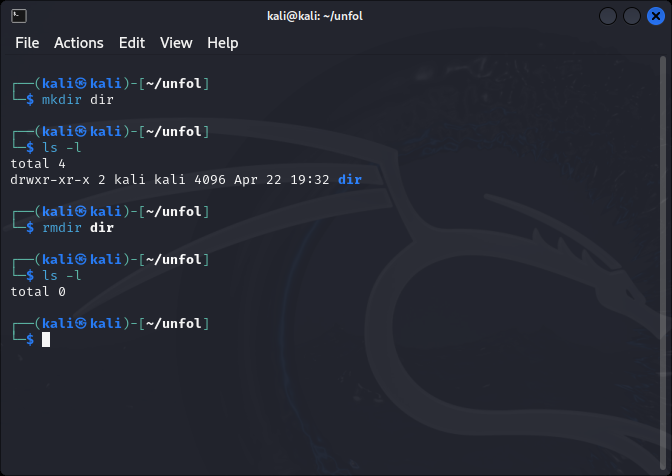 kali@kali: ~/unfol
File Actions Edit View Help
┌──(kali㉿kali)-[~/unfol]
└─$ mkdir dir
┌──(kali㉿kali)-[~/unfol]
└─$ ls -l
total 4
drwxr-xr-x 2 kali kali 4096 Apr 22 19:32 dir
┌──(kali㉿kali)-[~/unfol]
└─$ rmdir dir
┌──(kali㉿kali)-[~/unfol]
└─$ ls -l
total 0
┌──(kali㉿kali)-[~/unfol]
└─$